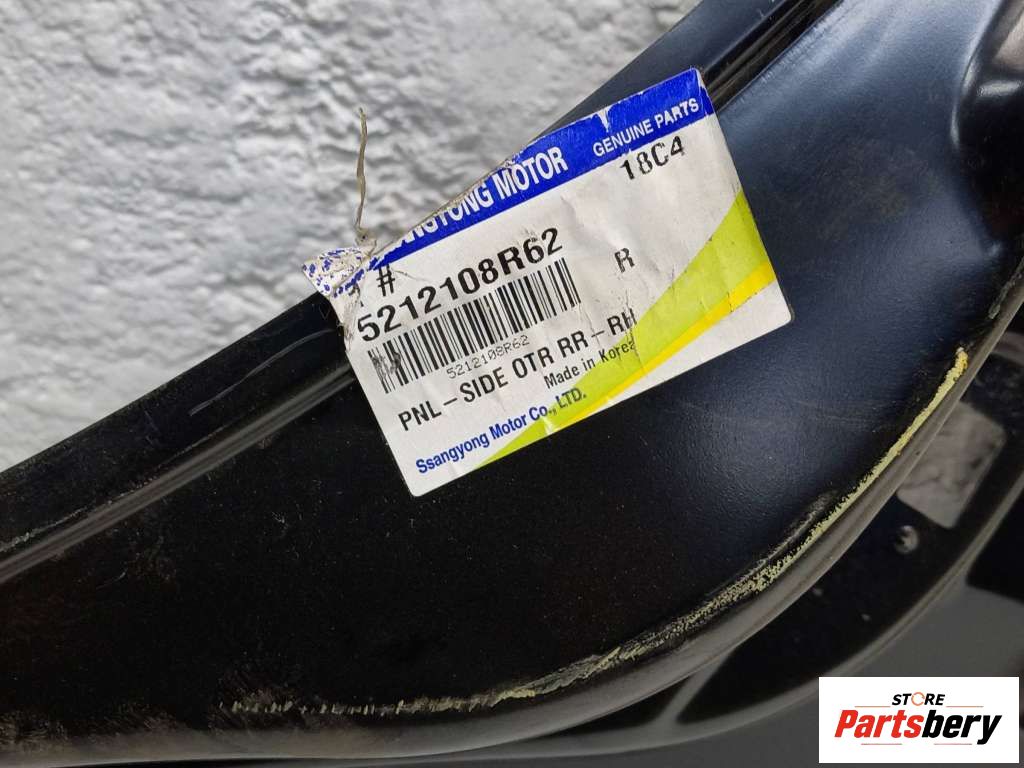 MOTOR
GENUINE PARTS
18C4
#
5212108R62
R
5212108R62
PNL-SIDE OTR RR-RH
Made in Korea
Ssangyong Motor Co., LTD.
STORE
Partsbery